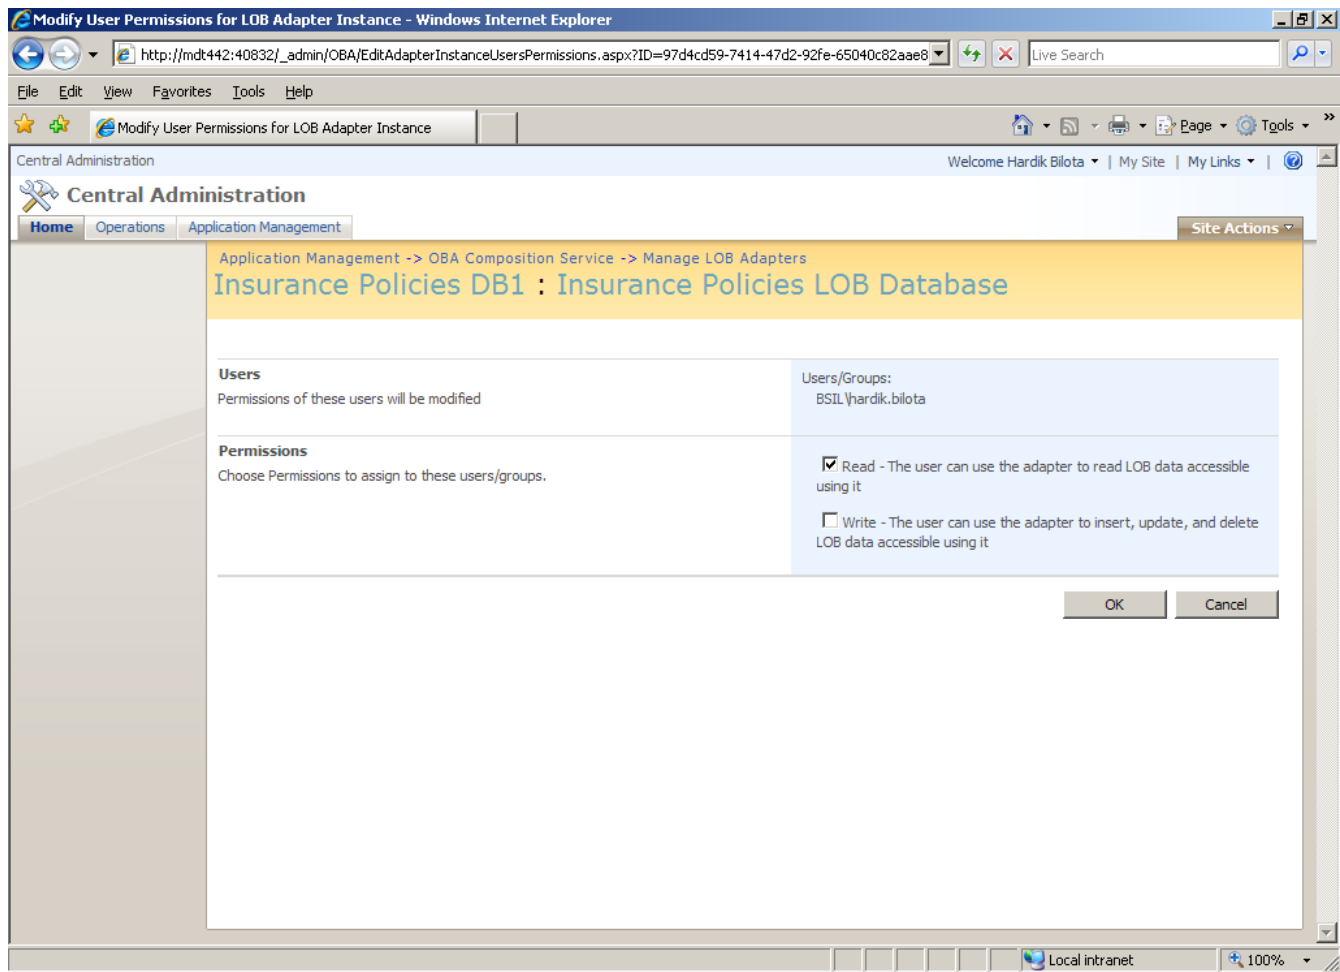 Modify User Permissions for LOB Adapter Instance - Windows Internet Explorer
http://mdt442:40832/_admin/OBA/EditAdapterInstanceUsersPermissions.aspx?ID=97d4cd59-7414-47d2-92fe-65040c82aae8
Live Search
File Edit View Favorites Tools Help
Modify User Permissions for LOB Adapter Instance
Page Tools »
Central Administration
Welcome Hardik Bilota | My Site | My Links |
Central Administration
Home Operations Application Management
Site Actions
Application Management -> OBA Composition Service -> Manage LOB Adapters
Insurance Policies DB1 : Insurance Policies LOB Database
Users
Permissions of these users will be modified
Users/Groups:
BSIL\hardik.bilota
Permissions
Choose Permissions to assign to these users/groups.
Read - The user can use the adapter to read LOB data accessible
using it
Write - The user can use the adapter to insert, update, and delete
LOB data accessible using it
OK Cancel
Local intranet
100%